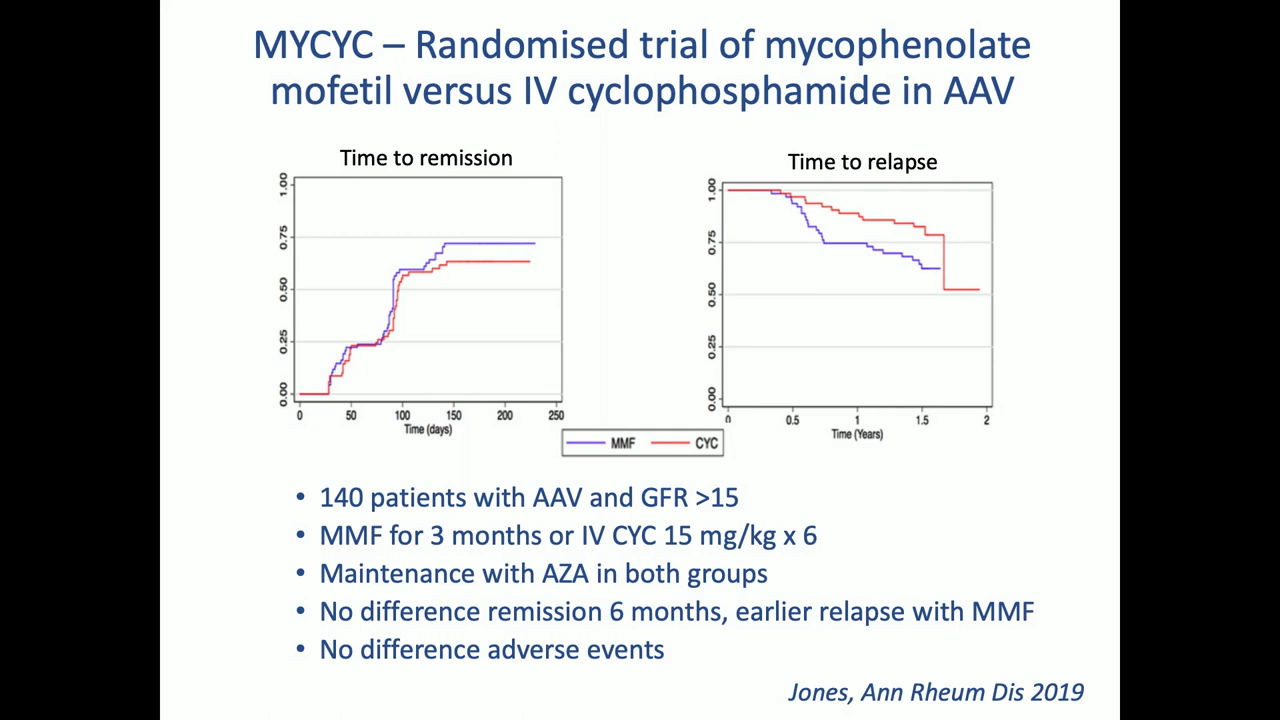 MYCYC – Randomised trial of mycophenolate
mofetil versus IV cyclophosphamide in AAV
Time to remission
1.00
0.75
0.50
0.25
0.00
0 50 100 150 200 250
Time (days)
Time to relapse
1.00
0.75
0.50
0.25
0.00
0 0.5 1 1.5 2
Time (Years)
MMF CYC
• 140 patients with AAV and GFR >15
• MMF for 3 months or IV CYC 15 mg/kg x 6
• Maintenance with AZA in both groups
• No difference remission 6 months, earlier relapse with MMF
• No difference adverse events
Jones, Ann Rheum Dis 2019